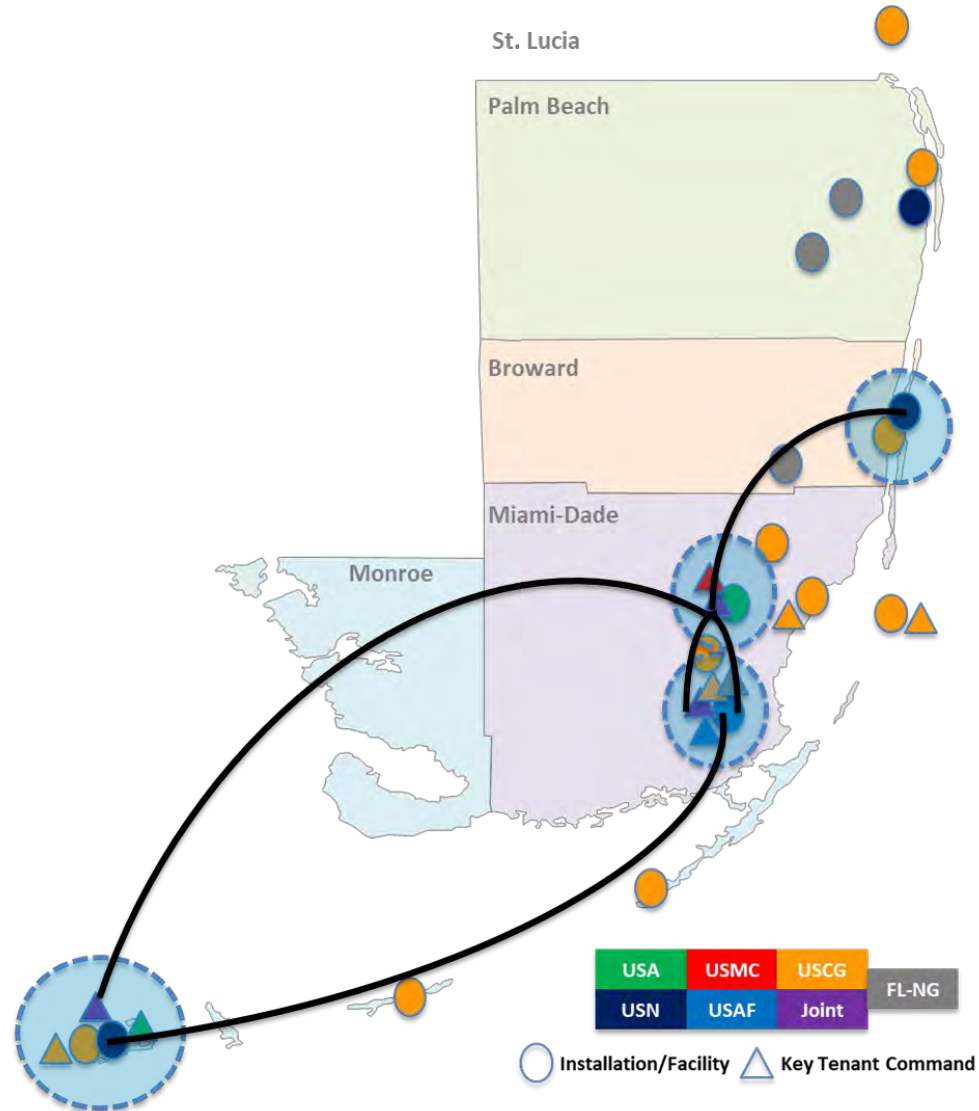 St. Lucia
Palm Beach
Broward
Miami-Dade
Monroe
USA USMC USCG
FL-NG
USN USAF Joint
Installation/Facility Key Tenant Command